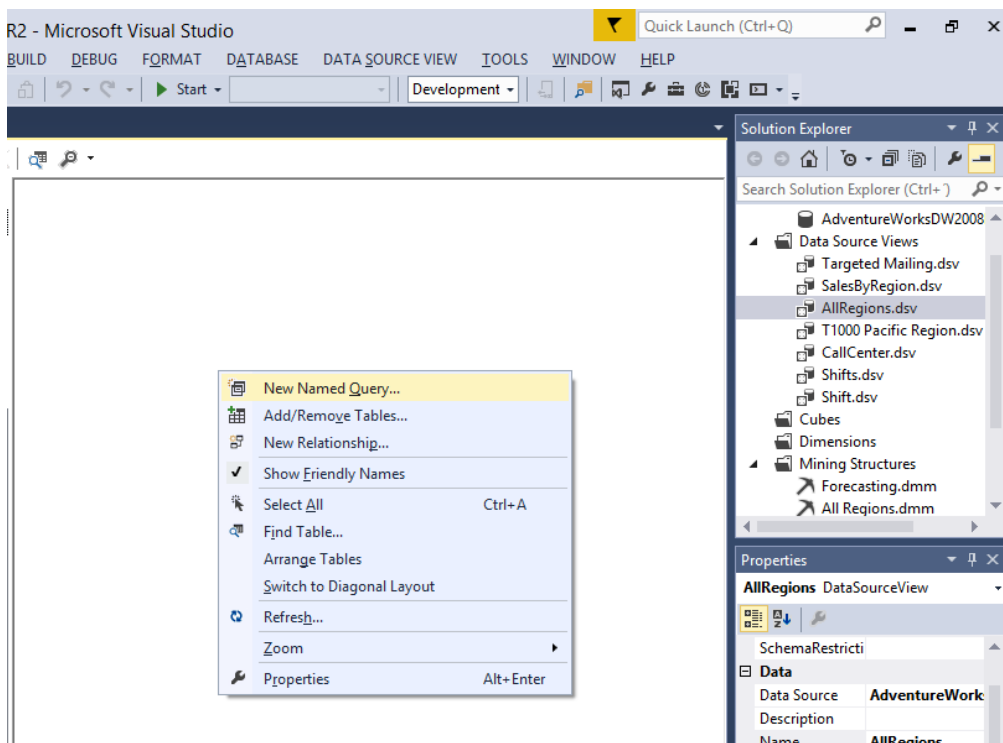 R2 - Microsoft Visual Studio
Quick Launch (Ctrl+Q)
BUILD DEBUG FORMAT DATABASE DATA SOURCE VIEW TOOLS WINDOW HELP
Start
Development
Solution Explorer
Search Solution Explorer (Ctrl+¨)
AdventureWorksDW2008
Data Source Views
Targeted Mailing.dsv
SalesByRegion.dsv
AllRegions.dsv
T1000 Pacific Region.dsv
CallCenter.dsv
Shifts.dsv
Shift.dsv
Cubes
Dimensions
Mining Structures
Forecasting.dmm
All Regions.dmm
New Named Query...
Add/Remove Tables...
New Relationship...
Show Friendly Names
Select All Ctrl+A
Find Table...
Arrange Tables
Switch to Diagonal Layout
Refresh...
Zoom
Properties Alt+Enter
Properties
AllRegions DataSourceView
SchemaRestricti
Data
Data Source AdventureWork
Description
Name AllRegions